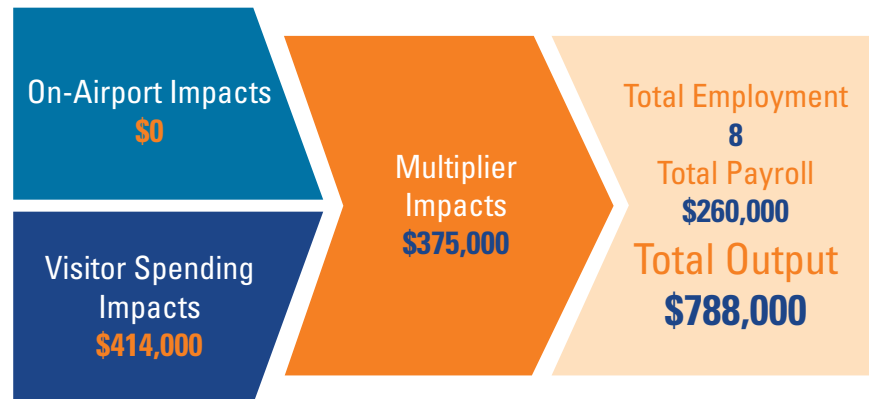 On-Airport Impacts
$0
Visitor Spending
Impacts
$414,000
Multiplier
Impacts
$375,000
Total Employment
8
Total Payroll
$260,000
Total Output
$788,000